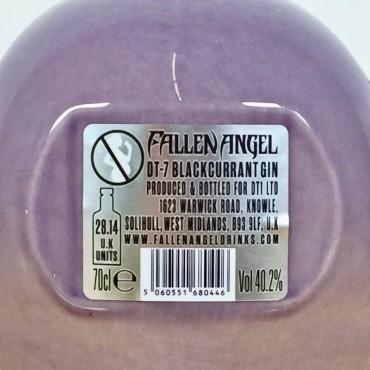 FALLEN ANGEL
DT-7 BLACKCURRANT GIN
PRODUCED & BOTTLED FOR DT1 LTD
1623 WARWICK ROAD, KNOWLE,
SOLIHULL, WEST MIDLANDS, B93 9LF, U.K
WWW.FALLENANGELDRINKS.COM
28.14
U.K
UNITS
70cl e
5 060551 680446
Vol 40.2%